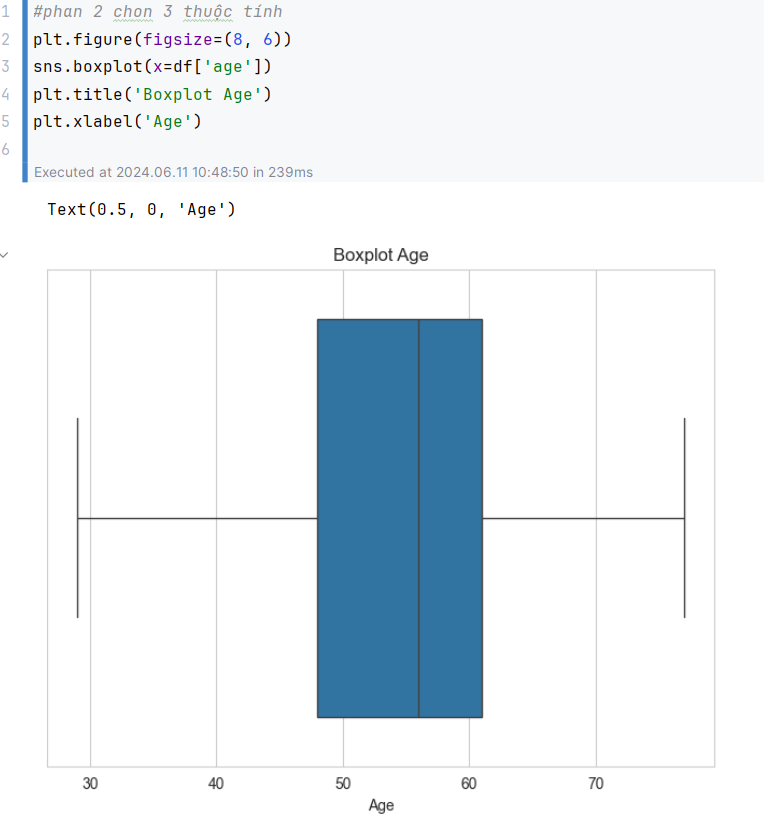 1 #phan 2 chon 3 thuộc tính
2 plt.figure(figsize=(8, 6))
3 sns.boxplot(x=df['age'])
4 plt.title('Boxplot Age')
5 plt.xlabel('Age')
6
Executed at 2024.06.11 10:48:50 in 239ms
Text(0.5, 0, 'Age')
Boxplot Age
30 40 50 60 70
Age